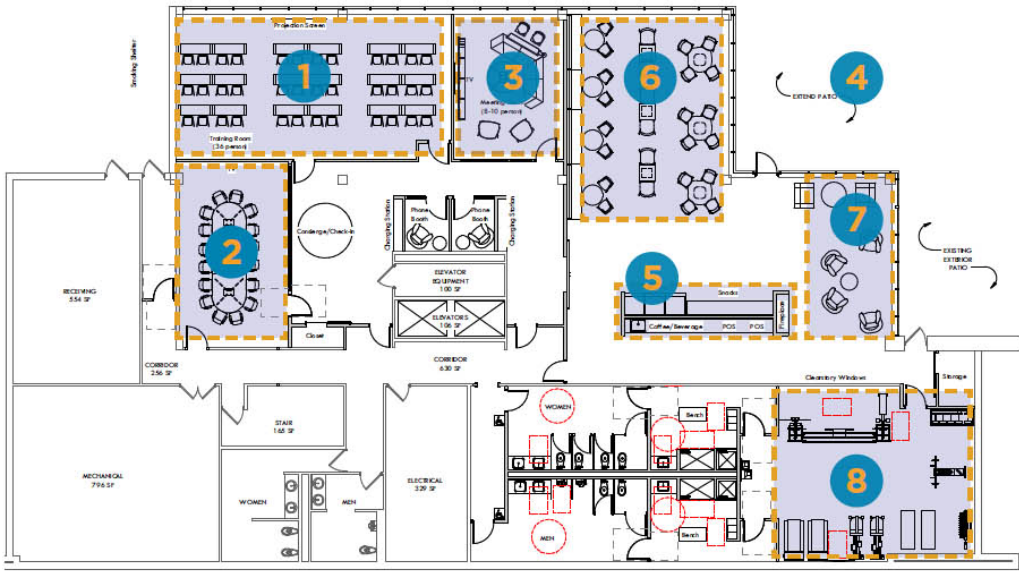 Projection Screen
Smoking Shelter
1
3
6
4
TV
EXTEND PATIO
Meeting
(8-10 person)
Training Room
(36 person)
TV
2
Concierge/Check-in
Charging Station
Phone
Booth
Phone
Booth
Charging Station
7
EXISTING
EXTERIOR
PATIO
RECEIVING
554 SF
ELEVATOR
EQUIPMENT
100 SF
5
Snacks
Fireplace
ELEVATORS
106 SF
Coffee/Beverage
POS
POS
Closet
CORRIDOR
256 SF
CORRIDOR
630 SF
Clearstory Windows
Storage
WOMEN
Bench
STAIR
165 SF
MECHANICAL
796 SF
ELECTRICAL
329 SF
8
WOMEN
MEN
MEN
Bench